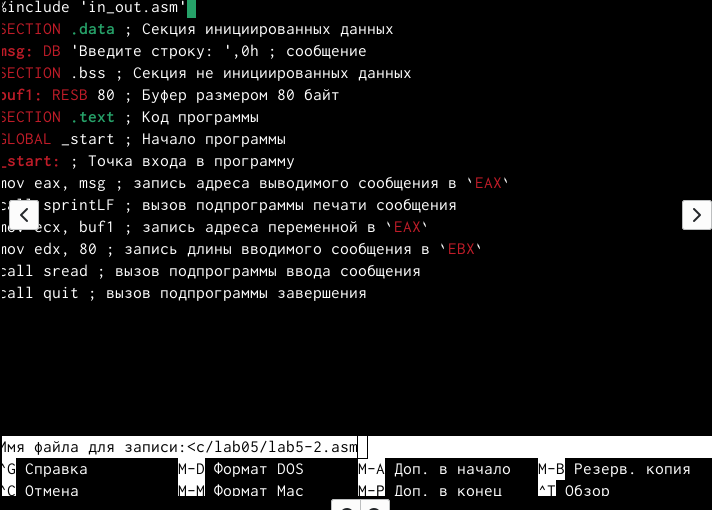 %include 'in_out.asm'
SECTION .data ; Секция инициированных данных
msg: DB 'Введите строку: ',0h ; сообщение
SECTION .bss ; Секция не инициированных данных
buf1: RESB 80 ; Буфер размером 80 байт
SECTION .text ; Код программы
GLOBAL _start ; Начало программы
_start: ; Точка входа в программу
mov eax, msg ; запись адреса выводимого сообщения в `EAX`
call sprintLF ; вызов подпрограммы печати сообщения
mov ecx, buf1 ; запись адреса переменной в `EAX`
mov edx, 80 ; запись длины вводимого сообщения в `EBX`
call sread ; вызов подпрограммы ввода сообщения
call quit ; вызов подпрограммы завершения
Имя файла для записи:<c/lab05/lab5-2.asm
^G Справка M-D Формат DOS M-A Доп. в начало M-B Резерв. копия
^C Отмена M-M Формат Mac M-P Доп. в конец ^T Обзор